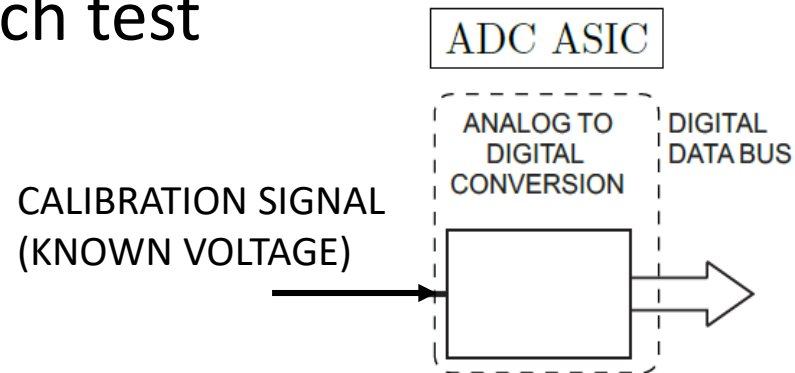 ch test
ADC ASIC
ANALOG TO
DIGITAL
CONVERSION
DIGITAL
DATA BUS
CALIBRATION SIGNAL
(KNOWN VOLTAGE)